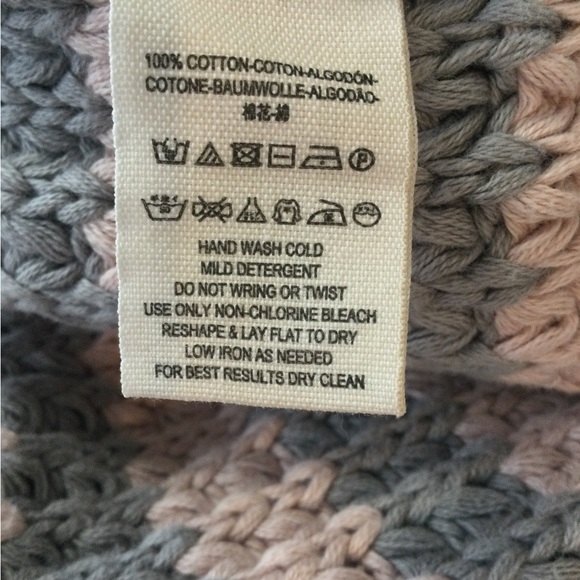 100% COTTON-COTON-ALGODÓN-
COTONE-BAUMWOLLE-ALGODÃO-
棉花-綿
P
HAND WASH COLD
MILD DETERGENT
DO NOT WRING OR TWIST
USE ONLY NON-CHLORINE BLEACH
RESHAPE & LAY FLAT TO DRY
LOW IRON AS NEEDED
FOR BEST RESULTS DRY CLEAN